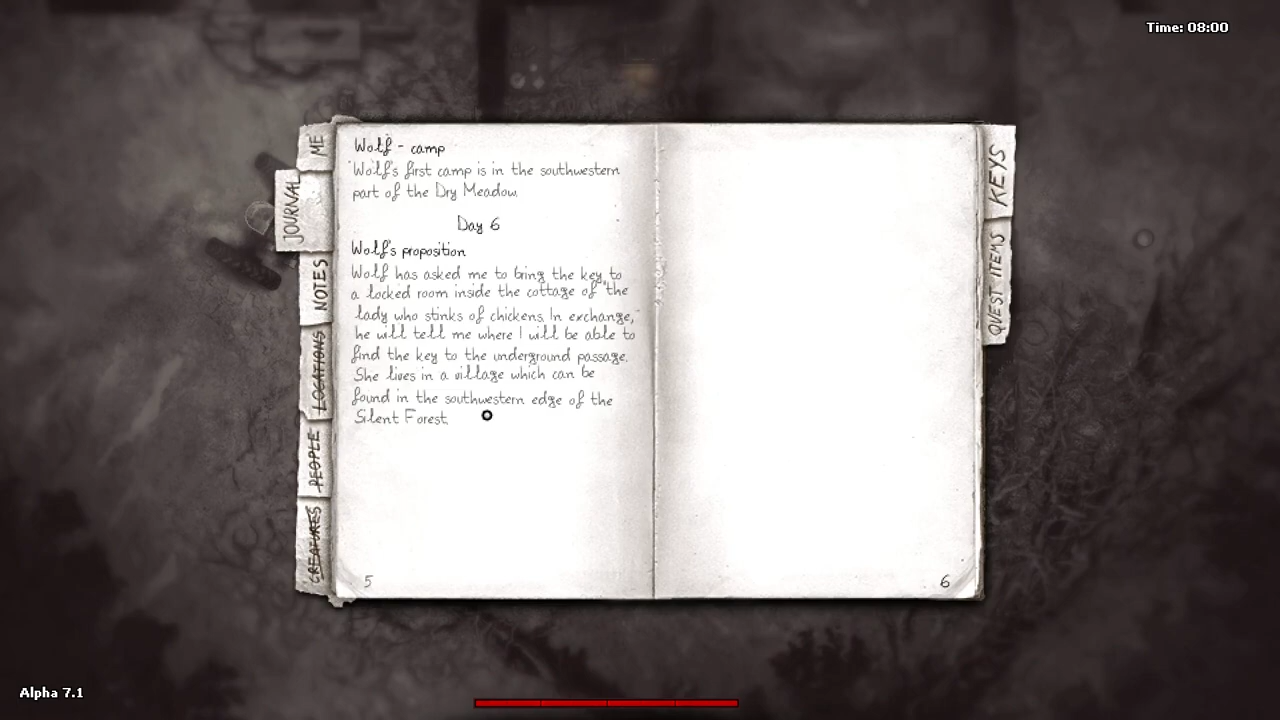 Time: 08:00
ME
JOURNAL
NOTES
LOCATIONS
PEOPLE
CREATURES
Wolf - camp
Wolf's first camp is in the southwestern
part of the Dry Meadow.
Day 6
Wolf's proposition
Wolf has asked me to bring the key to
a locked room inside the cottage of "the
lady who stinks of chickens. In exchange,"
he will tell me where I will be able to
find the key to the underground passage.
She lives in a village which can be
found in the southwestern edge of the
Silent Forest.
5
6
KEYS
QUEST ITEMS
Alpha 7.1